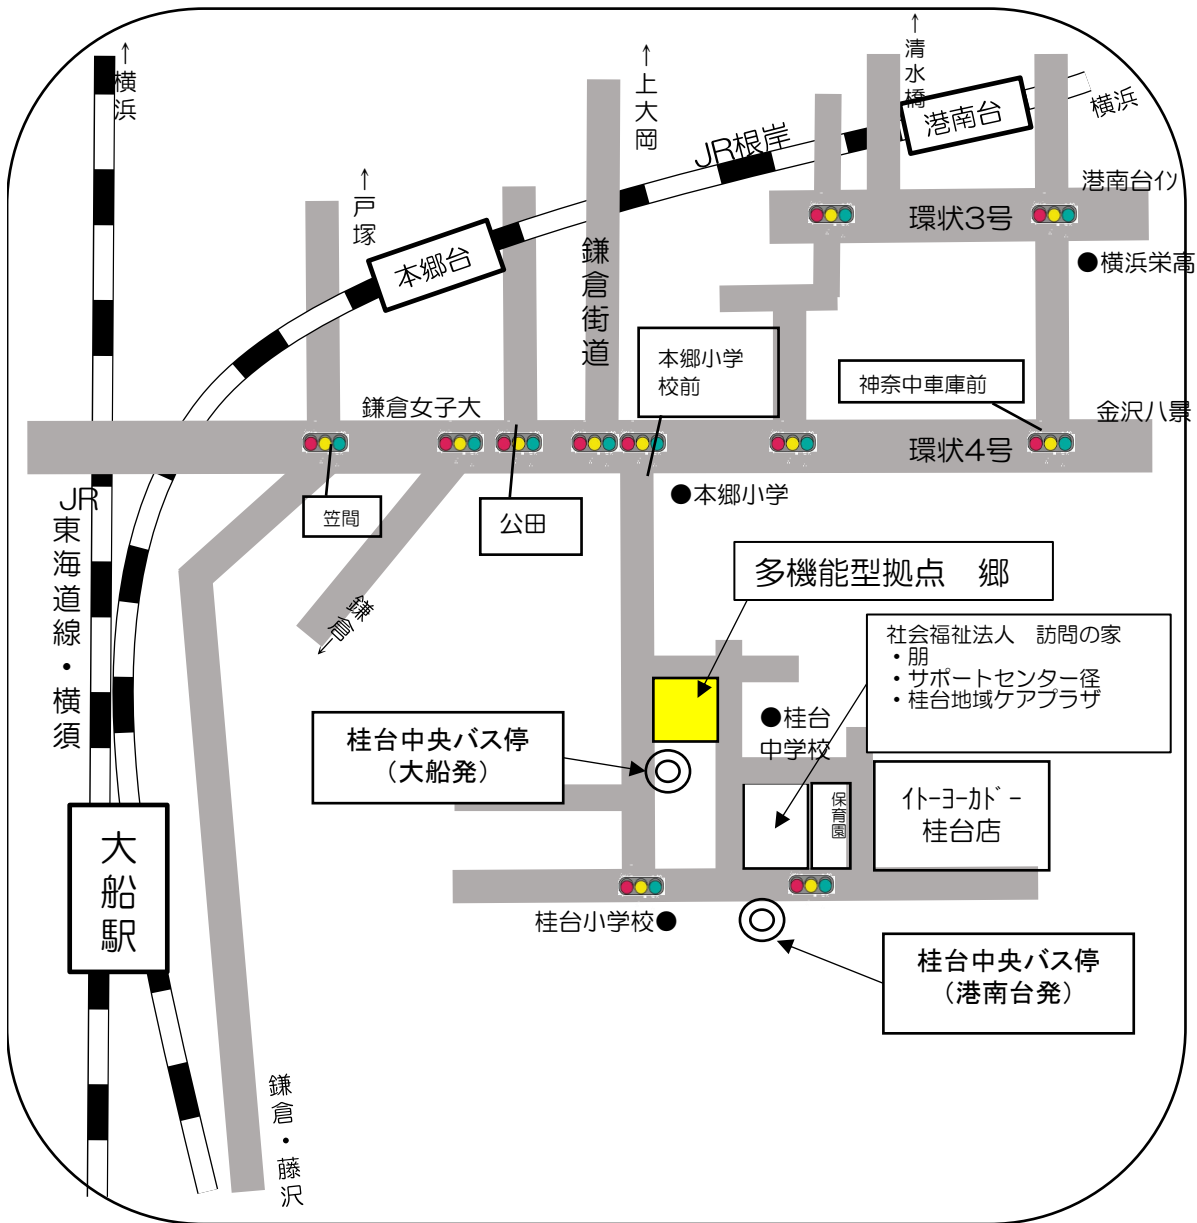 →横浜
→戸塚
→上大岡
→清水橋
港南台
横浜
JR根岸
港南台イン
環状3号
●横浜栄高
本郷台
鎌倉街道
本郷小学
校前
神奈中車庫前
鎌倉女子大
金沢八景
環状4号
●本郷小学
笠間
公田
JR
東海道線・横須
鎌倉→
多機能型拠点 郷
社会福祉法人 訪問の家
・朋
・サポートセンター径
・桂台地域ケアプラザ
●桂台
中学校
桂台中央バス停
(大船発)
保育園
イトーヨーカドー
桂台店
大船駅
桂台小学校●
桂台中央バス停
(港南台発)
鎌倉・藤沢